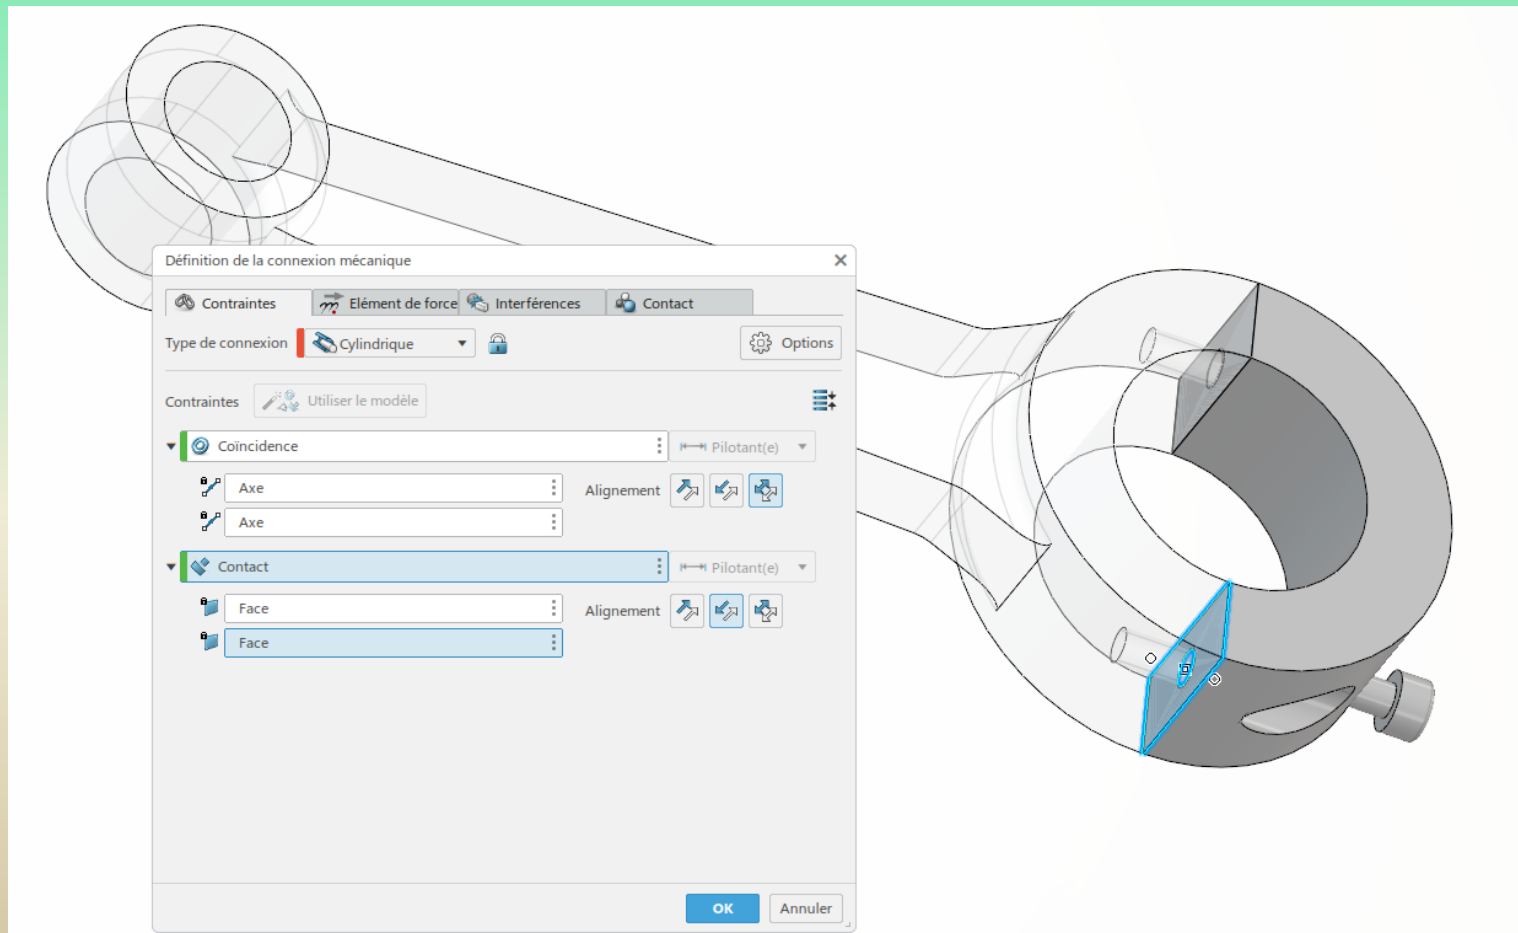 Définition de la connexion mécanique
Contraintes Elément de force Interférences Contact
Type de connexion Cylindrique Options
Contraintes Utiliser le modèle
Coïncidence Pilotant(e)
Axe Alignement
Axe
Contact Pilotant(e)
Face Alignement
Face
OK Annuler